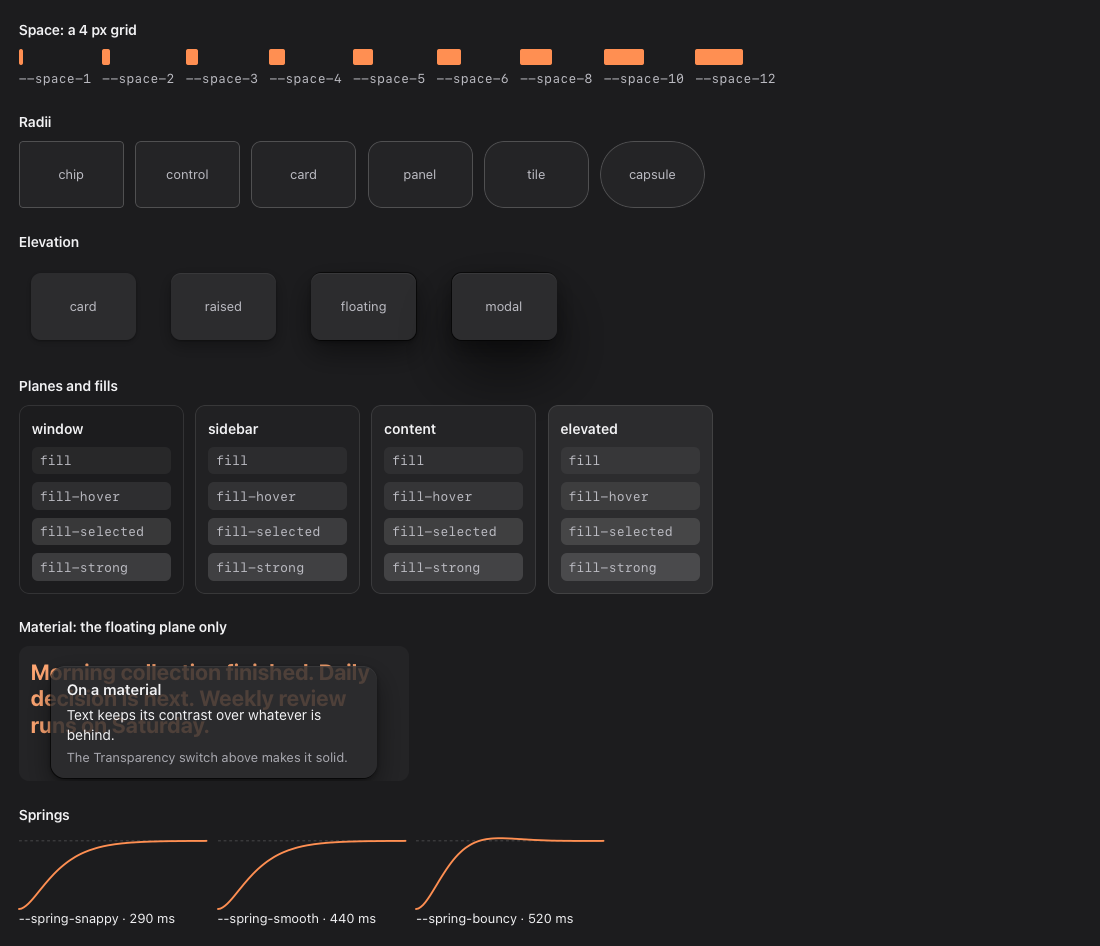 Space: a 4 px grid
--space-1 --space-2 --space-3 --space-4 --space-5 --space-6 --space-8 --space-10 --space-12
Radii
chip control card panel tile capsule
Elevation
card raised floating modal
Planes and fills
window sidebar content elevated
fill fill fill fill
fill-hover fill-hover fill-hover fill-hover
fill-selected fill-selected fill-selected fill-selected
fill-strong fill-strong fill-strong fill-strong
Material: the floating plane only
Morning collection finished. Daily
decision is next. Weekly review
runs on Saturday.
On a material
Text keeps its contrast over whatever is
behind.
The Transparency switch above makes it solid.
Springs
--spring-snappy · 290 ms --spring-smooth · 440 ms --spring-bouncy · 520 ms